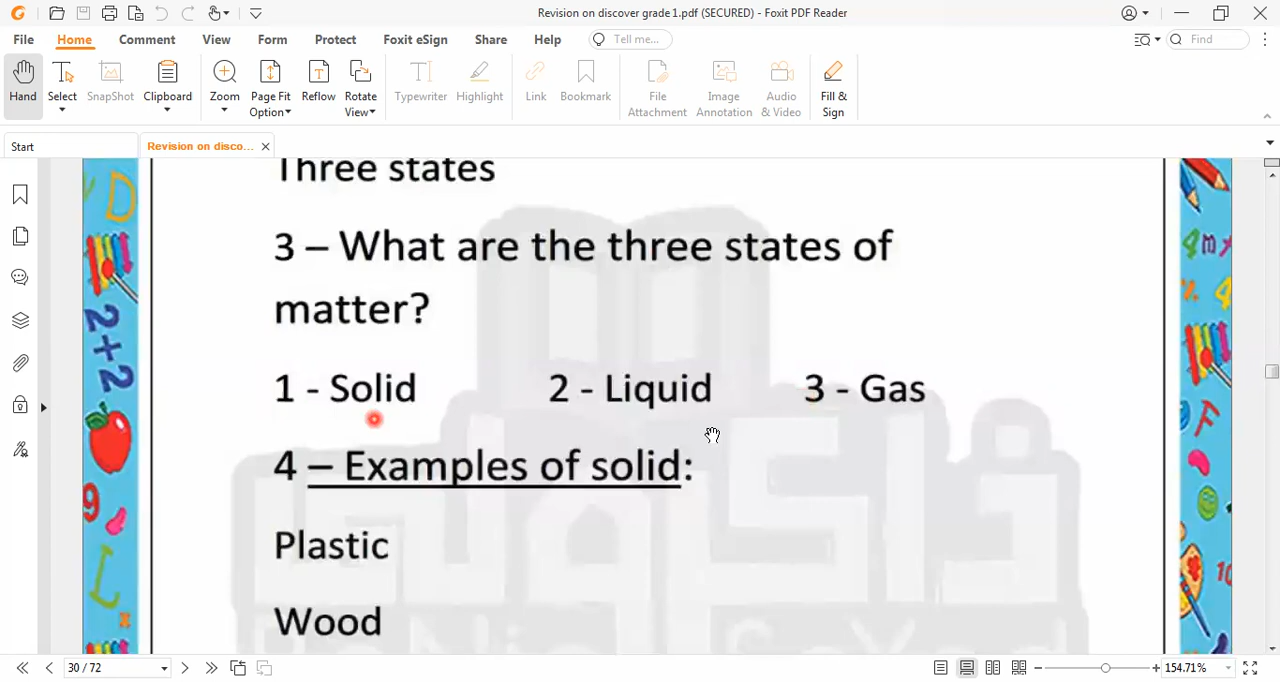 Revision on discover grade1.pdf (SECURED) - Foxit PDF Reader
File Home Comment View Form Protect Foxit eSign Share Help Tell me... Find
Hand Select SnapShot Clipboard Zoom Page Fit Option Reflow Rotate View Typewriter Highlight Link Bookmark File Attachment Image Annotation Audio & Video Fill & Sign
Start Revision on disco...
Three states
3 – What are the three states of
matter?
1 - Solid 2 - Liquid 3 - Gas
4 – Examples of solid:
Plastic
Wood
30 / 72 154.71%